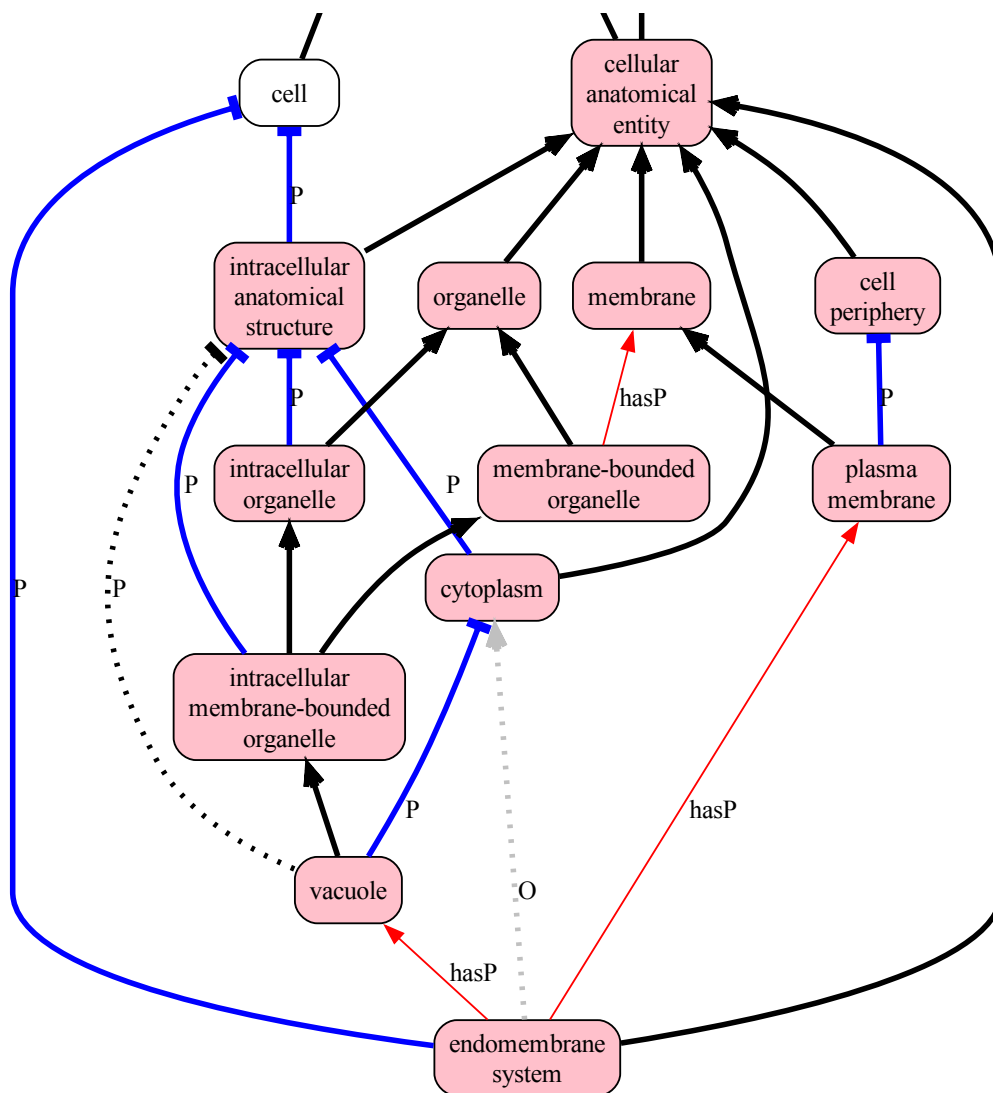 cell
cellular
anatomical
entity
P
intracellular
anatomical
structure
organelle
membrane
cell
periphery
P
hasP
P
intracellular
organelle
P
P
membrane-bounded
organelle
plasma
membrane
P
P
cytoplasm
intracellular
membrane-bounded
organelle
P
hasP
vacuole
O
hasP
endomembrane
system